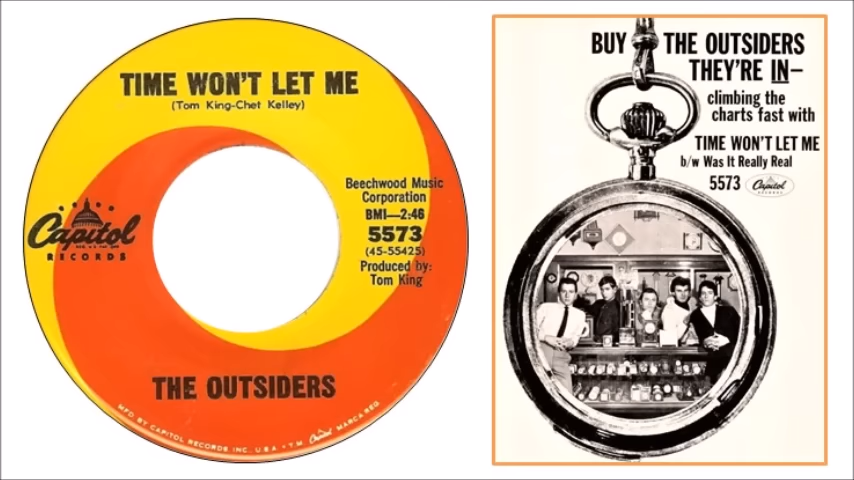 TIME WON'T LET ME
(Tom King-Chet Kelley)
Beechwood Music
Corporation
BMI—2:46
5573
(45-55425)
Produced by:
Tom King
Capitol
RECORDS
THE OUTSIDERS
MFD. BY CAPITOL RECORDS, INC., U.S.A. • T.M. Capitol MARCA REG.
BUY THE OUTSIDERS
THEY'RE IN—
climbing the
charts fast with
TIME WON'T LET ME
b/w Was It Really Real
5573 Capitol